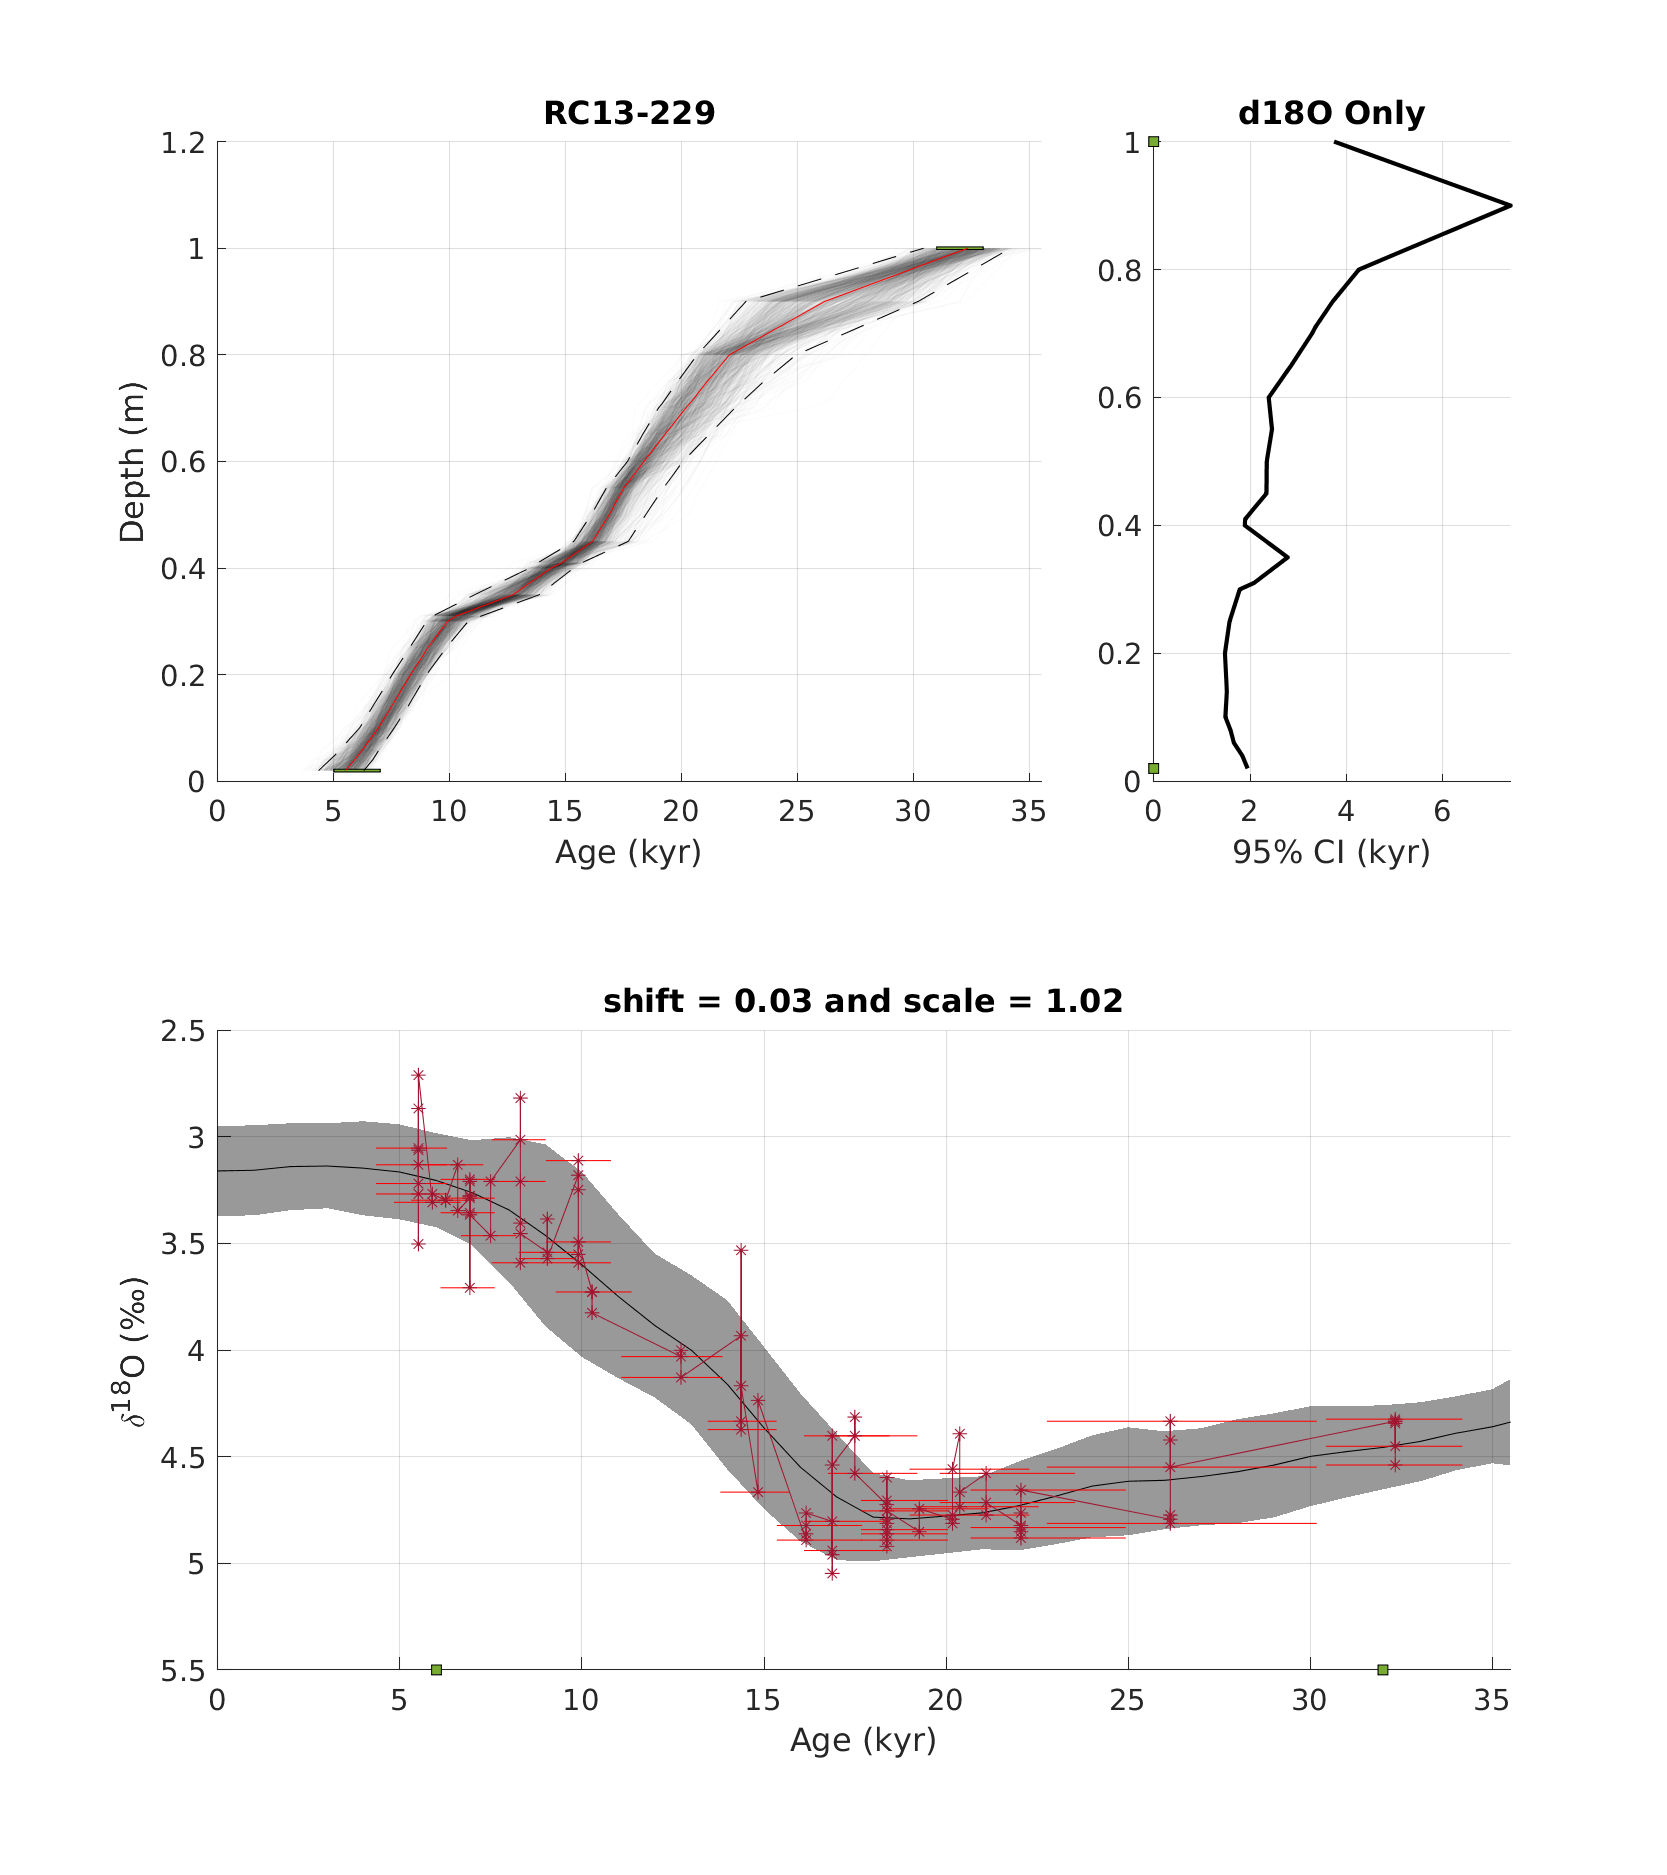 RC13-229
1.2
1
0.8
0.6
0.4
0.2
0
Depth (m)
0 5 10 15 20 25 30 35
Age (kyr)
d18O Only
1
0.8
0.6
0.4
0.2
0
0 2 4 6
95% CI (kyr)
shift = 0.03 and scale = 1.02
2.5
3
3.5
4
4.5
5
5.5
δ18O (‰)
0 5 10 15 20 25 30 35
Age (kyr)